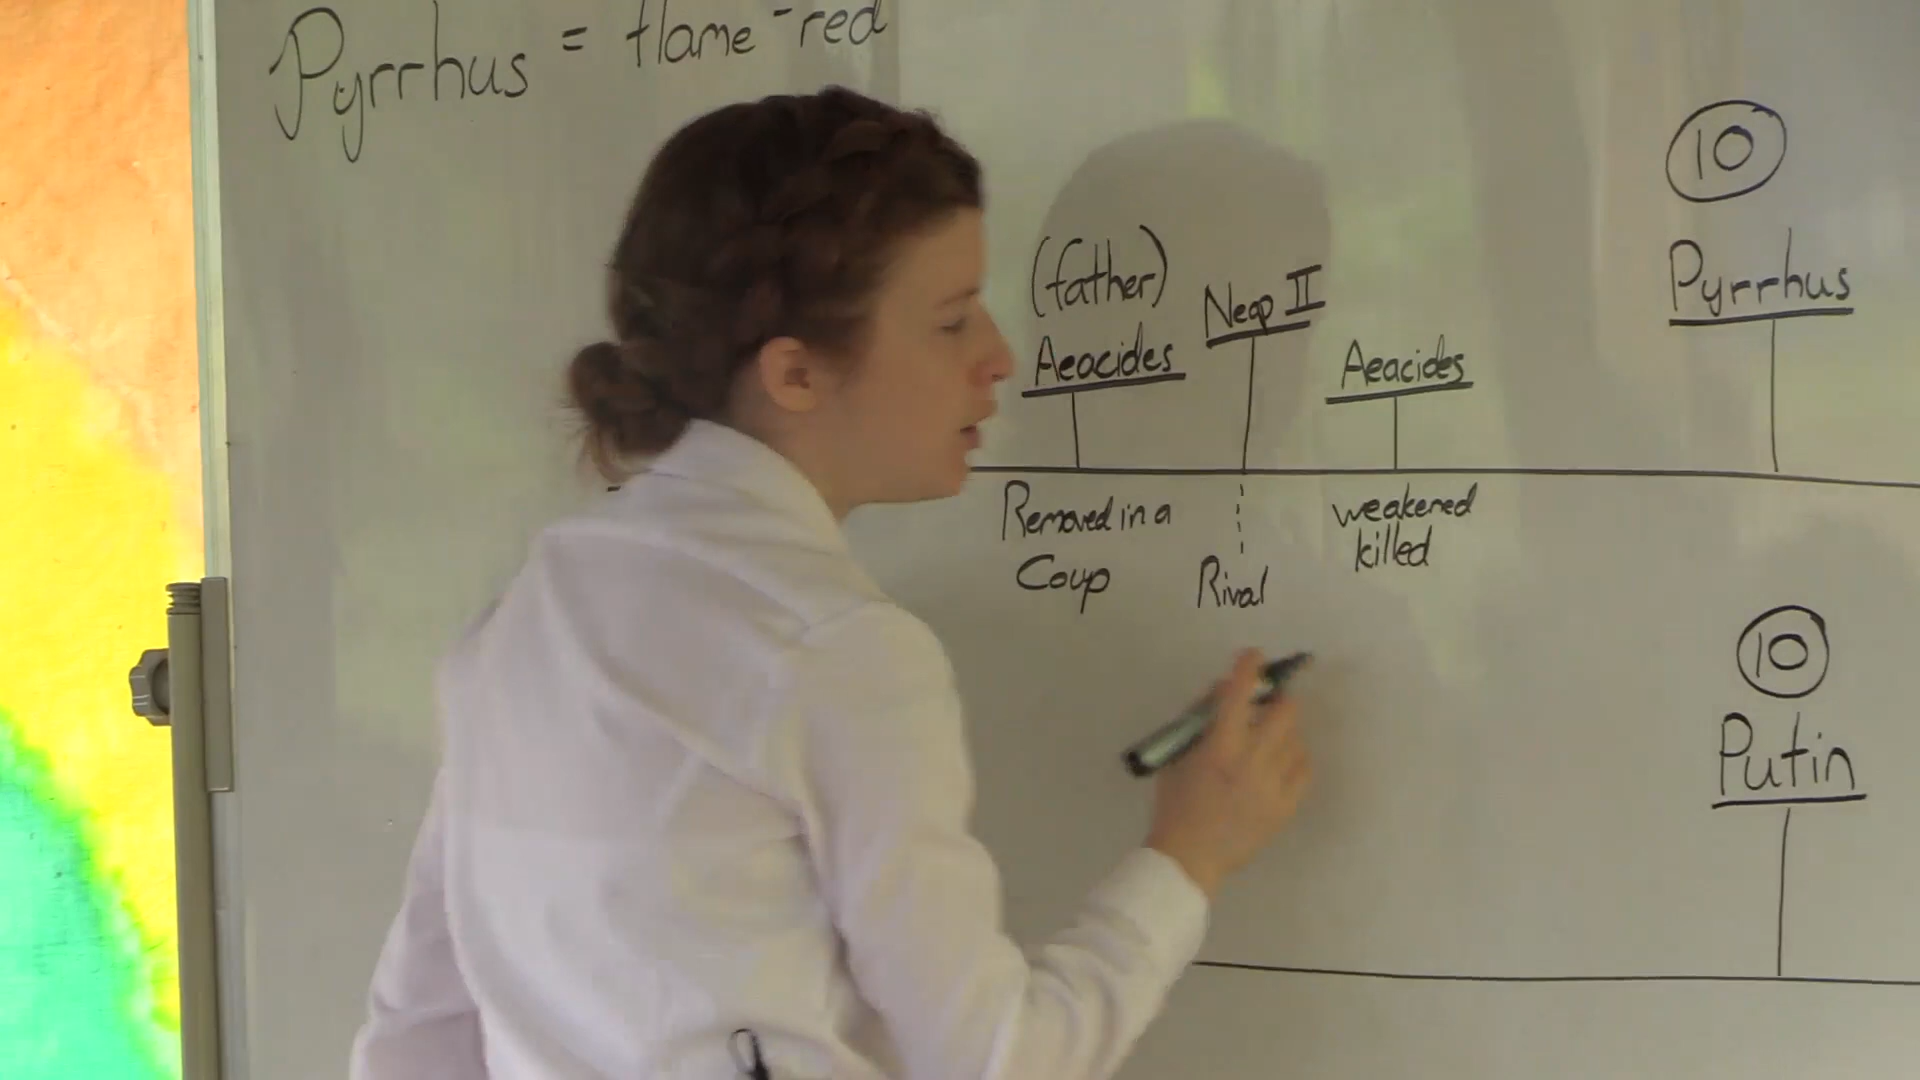 Pyrrhus = flame-red
10
Pyrrhus
(father)
Aeacides
Neop II
Aeacides
Removed in a
Coup
Rival
weakened
killed
10
Putin